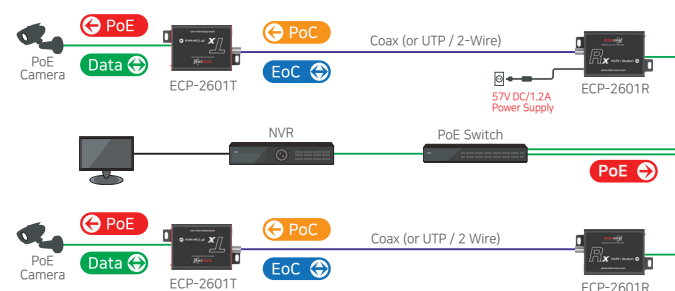 PoE
PoC
Coax (or UTP / 2-Wire)
Data
EoC
PoE
Camera
ECP-2601T
Rx
57V DC/1.2A
Power Supply
ECP-2601R
NVR
PoE Switch
PoE
PoE
PoC
Coax (or UTP / 2 Wire)
Data
EoC
PoE
Camera
ECP-2601T
Rx
ECP-2601R